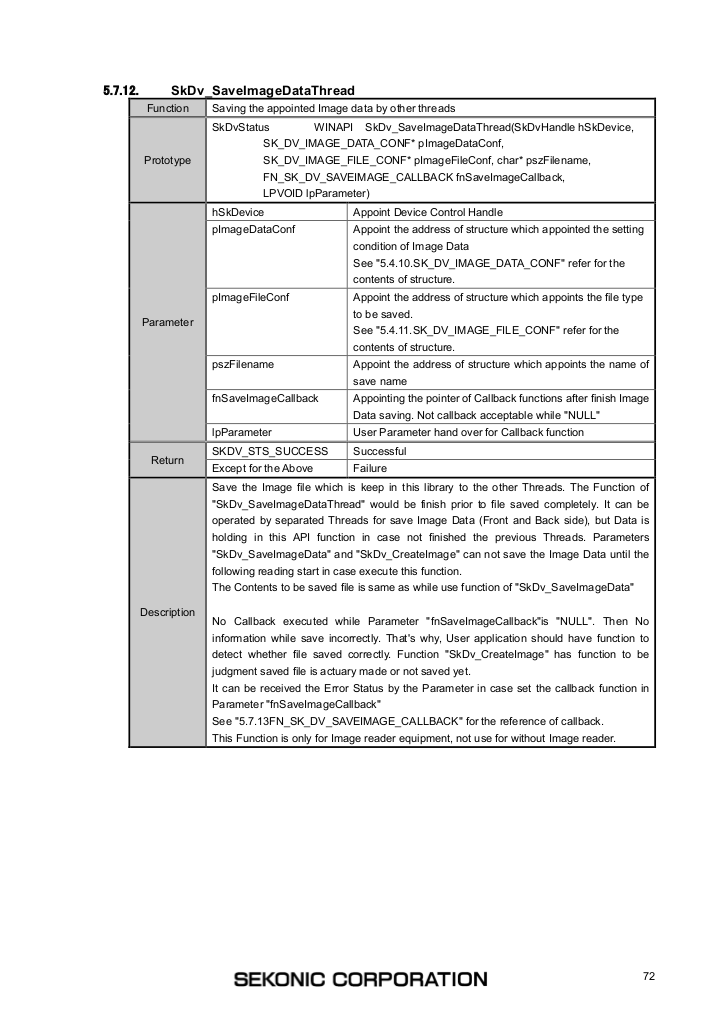 5.7.12. SkDv_SaveImageDataThread
Function Saving the appointed Image data by other threads
Prototype
SkDvStatus WINAPI SkDv_SaveImageDataThread(SkDvHandle hSkDevice,
SK_DV_IMAGE_DATA_CONF* pImageDataConf,
SK_DV_IMAGE_FILE_CONF* pImageFileConf, char* pszFilename,
FN_SK_DV_SAVEIMAGE_CALLBACK fnSaveImageCallback,
LPVOID lpParameter)
Parameter
hSkDevice Appoint Device Control Handle
pImageDataConf Appoint the address of structure which appointed the setting
condition of Image Data
See "5.4.10.SK_DV_IMAGE_DATA_CONF" refer for the
contents of structure.
pImageFileConf Appoint the address of structure which appoints the file type
to be saved.
See "5.4.11.SK_DV_IMAGE_FILE_CONF" refer for the
contents of structure.
pszFilename Appoint the address of structure which appoints the name of
save name
fnSaveImageCallback Appointing the pointer of Callback functions after finish Image
Data saving. Not callback acceptable while "NULL"
lpParameter User Parameter hand over for Callback function
Return
SKDV_STS_SUCCESS Successful
Except for the Above Failure
Description
Save the Image file which is keep in this library to the other Threads. The Function of
"SkDv_SaveImageDataThread" would be finish prior to file saved completely. It can be
operated by separated Threads for save Image Data (Front and Back side), but Data is
holding in this API function in case not finished the previous Threads. Parameters
"SkDv_SaveImageData" and "SkDv_CreateImage" can not save the Image Data until the
following reading start in case execute this function.
The Contents to be saved file is same as while use function of "SkDv_SaveImageData"
No Callback executed while Parameter "fnSaveImageCallback"is "NULL". Then No
information while save incorrectly. That's why, User application should have function to
detect whether file saved correctly. Function "SkDv_CreateImage" has function to be
judgment saved file is actuary made or not saved yet.
It can be received the Error Status by the Parameter in case set the callback function in
Parameter "fnSaveImageCallback"
See "5.7.13FN_SK_DV_SAVEIMAGE_CALLBACK" for the reference of callback.
This Function is only for Image reader equipment, not use for without Image reader.
SEKONIC CORPORATION
72